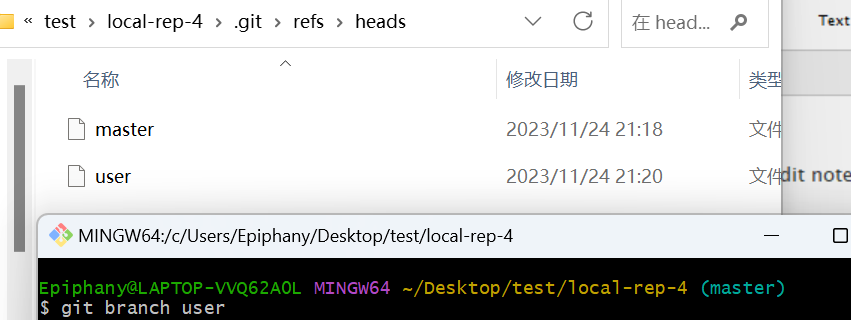 « test › local-rep-4 › .git › refs › heads
在 head...
Text
名称 修改日期 类型
master 2023/11/24 21:18 文件
user 2023/11/24 21:20 文件
dit note
MINGW64:/c/Users/Epiphany/Desktop/test/local-rep-4
Epiphany@LAPTOP-VVQ62A0L MINGW64 ~/Desktop/test/local-rep-4 (master)
$ git branch user